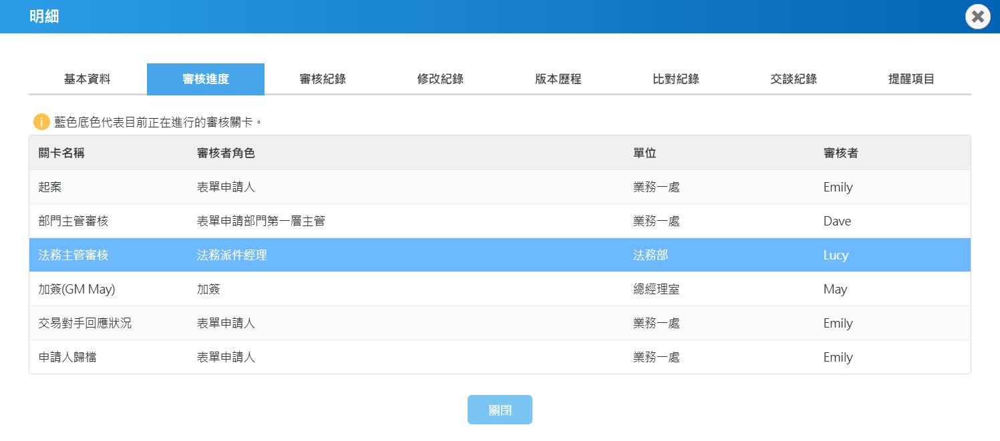 明細
基本資料 審核進度 審核紀錄 修改紀錄 版本歷程 比對紀錄 交談紀錄 提醒項目
i 藍色底色代表目前正在進行的審核關卡。
關卡名稱 審核者角色 單位 審核者
起案 表單申請人 業務一處 Emily
部門主管審核 表單申請部門第一層主管 業務一處 Dave
法務主管審核 法務派件經理 法務部 Lucy
加簽(GM May) 加簽 總經理室 May
交易對手回應狀況 表單申請人 業務一處 Emily
申請人歸檔 表單申請人 業務一處 Emily
關閉